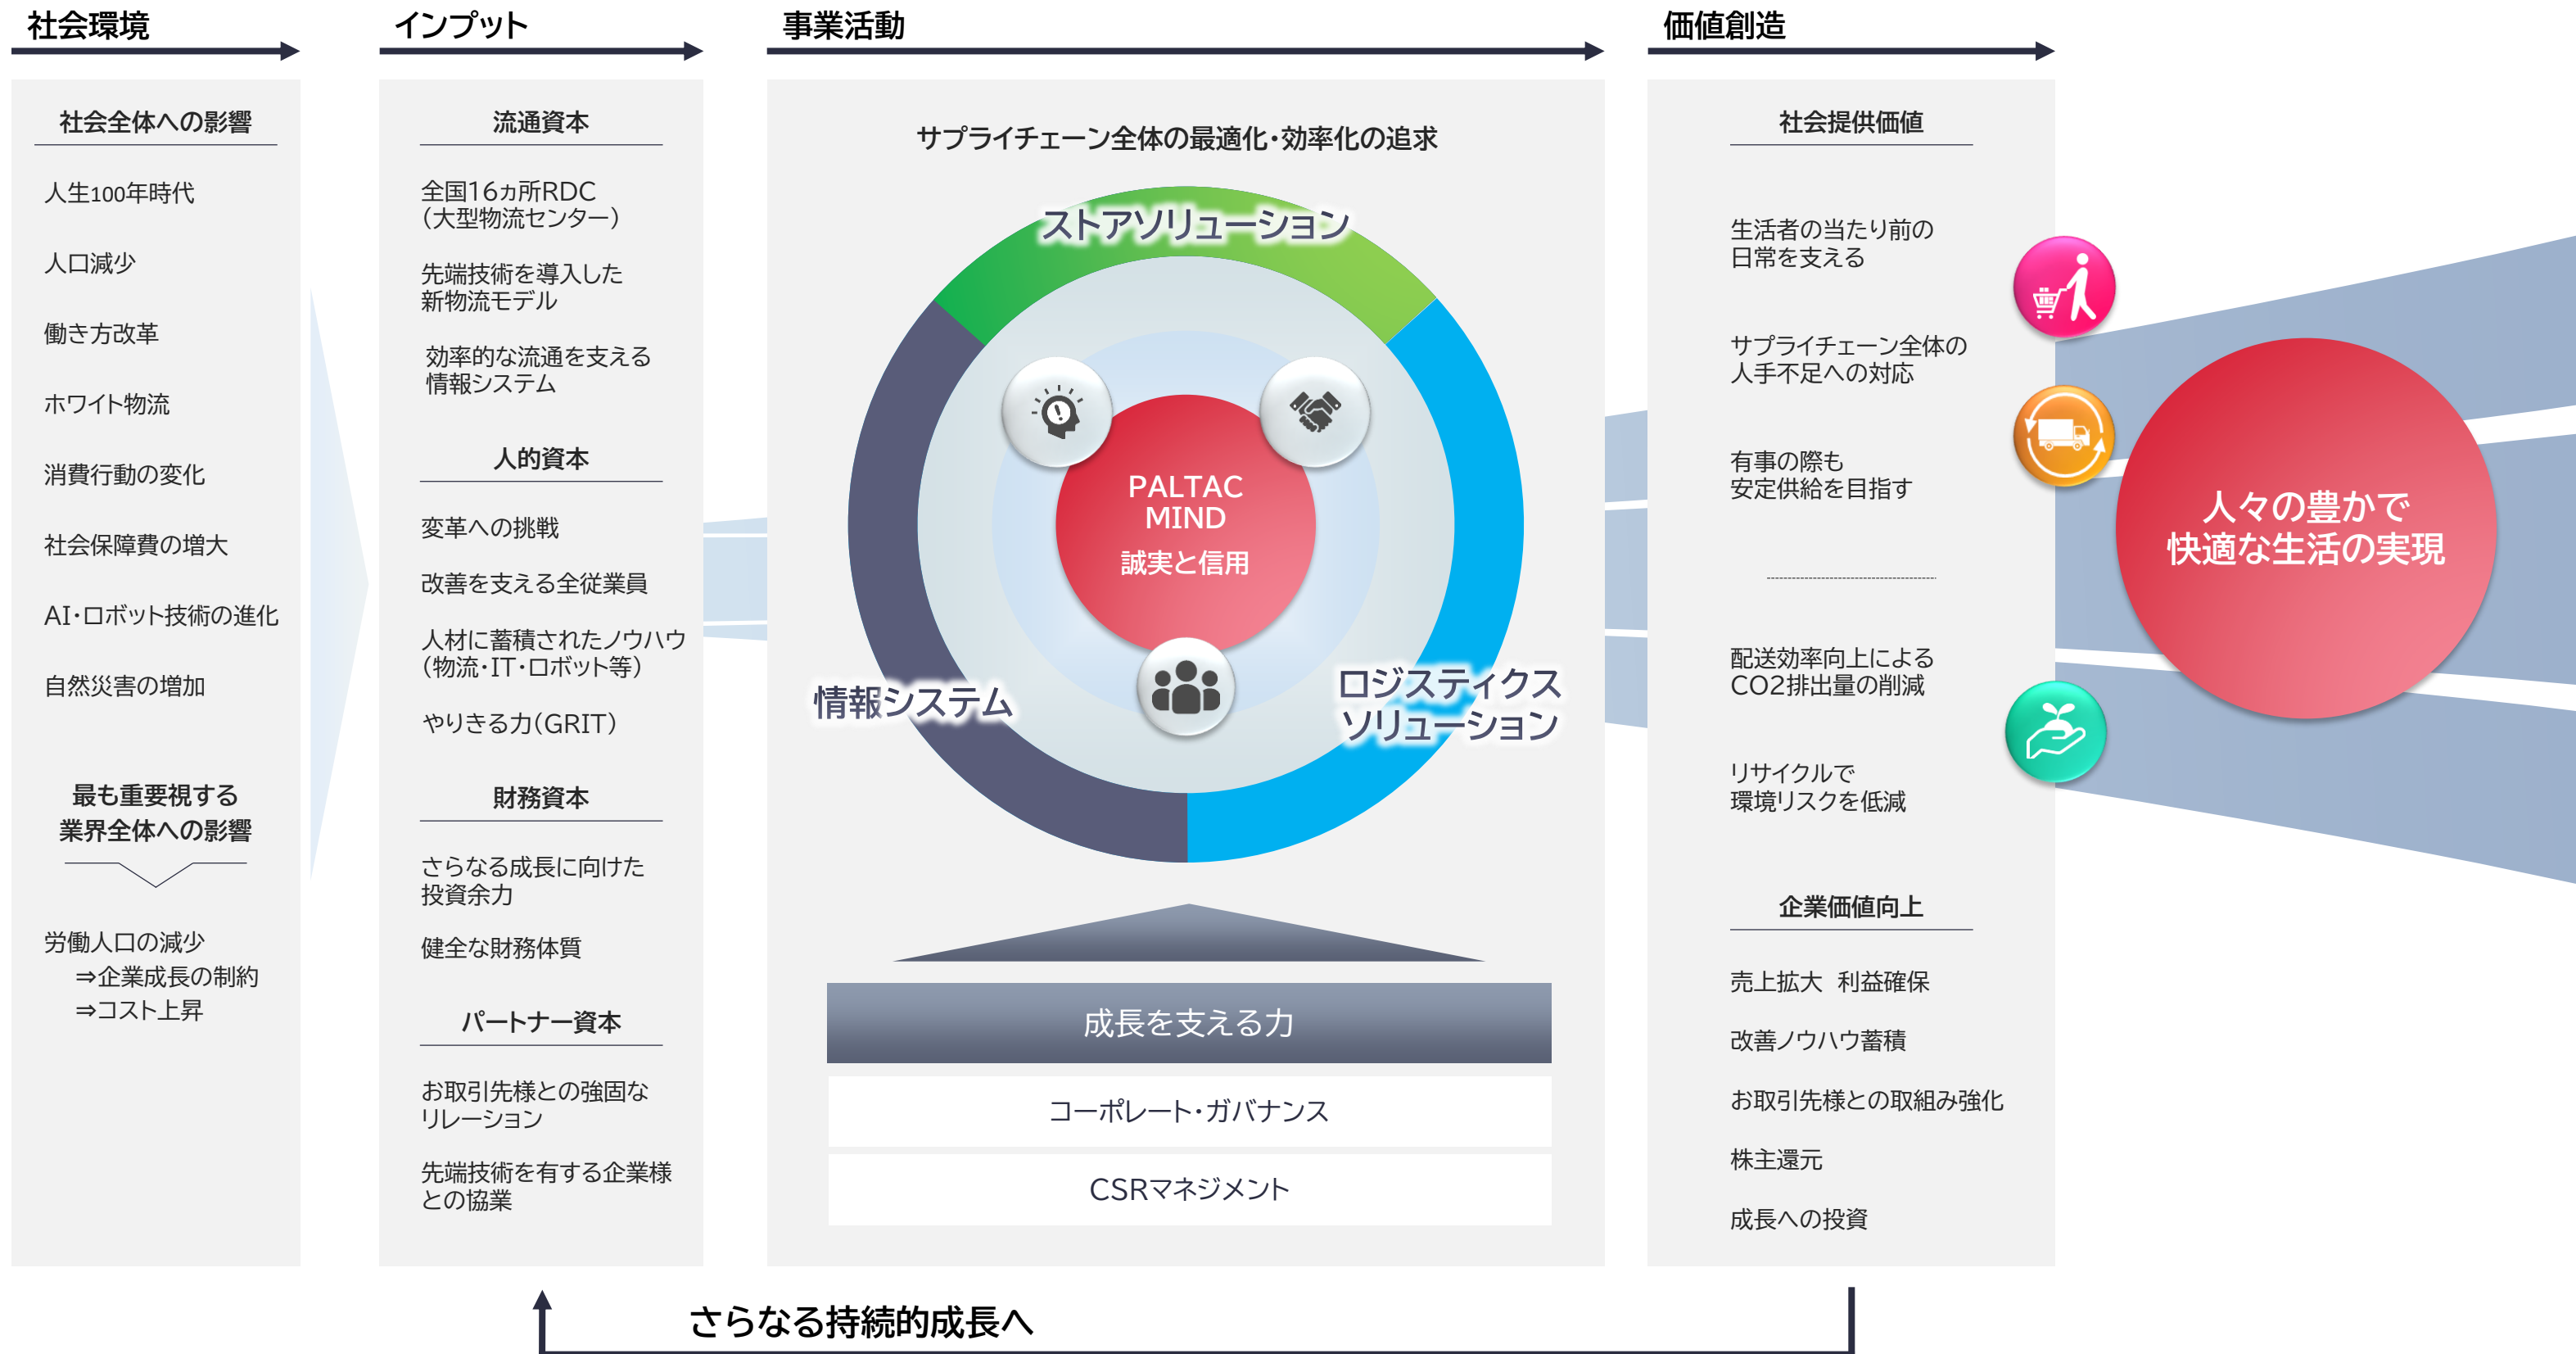 社会環境
社会全体への影響
人生100年時代
人口減少
働き方改革
ホワイト物流
消費行動の変化
社会保障費の増大
AI・ロボット技術の進化
自然災害の増加
最も重要視する
業界全体への影響
労働人口の減少
⇒企業成長の制約
⇒コスト上昇
インプット
流通資本
全国16ヵ所RDC
（大型物流センター）
先端技術を導入した
新物流モデル
効率的な流通を支える
情報システム
人的資本
変革への挑戦
改善を支える全従業員
人材に蓄積されたノウハウ
（物流・IT・ロボット等）
やりきる力（GRIT）
財務資本
さらなる成長に向けた
投資余力
健全な財務体質
パートナー資本
お取引先様との強固な
リレーション
先端技術を有する企業様
との協業
事業活動
サプライチェーン全体の最適化・効率化の追求
ストアソリューション
PALTAC
MIND
誠実と信用
情報システム
ロジスティクス
ソリューション
成長を支える力
コーポレート・ガバナンス
CSRマネジメント
価値創造
社会提供価値
生活者の当たり前の
日常を支える
サプライチェーン全体の
人手不足への対応
有事の際も
安定供給を目指す
配送効率向上による
CO2排出量の削減
リサイクルで
環境リスクを低減
企業価値向上
売上拡大 利益確保
改善ノウハウ蓄積
お取引先様との取組み強化
株主還元
成長への投資
人々の豊かで
快適な生活の実現
さらなる持続的成長へ